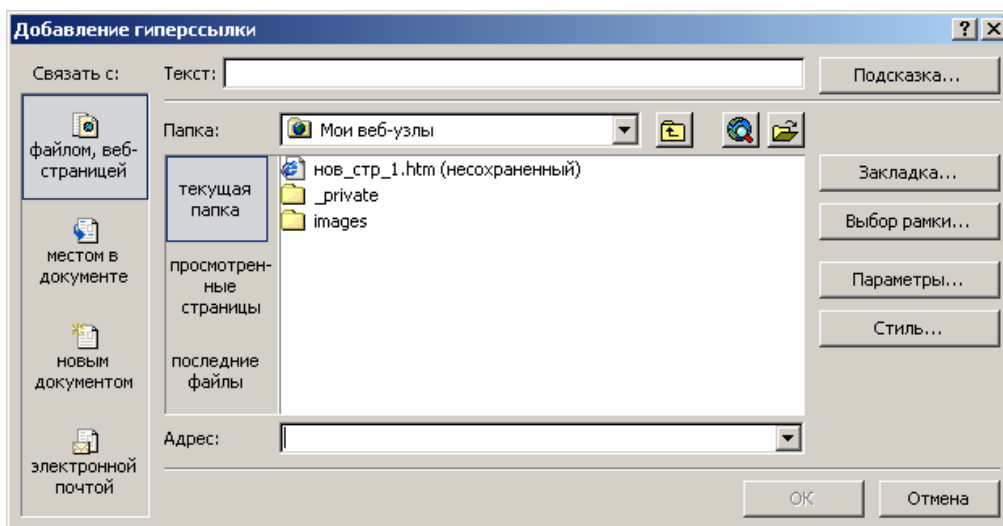 Добавление гиперссылки
Связать с:
Текст:
Подсказка...
файлом, веб-
страницей
Папка:
Мои веб-узлы
текущая
папка
нов_стр_1.htm (несохраненный)
_private
images
Закладка...
Выбор рамки...
местом в
документе
просмотрен-
ные
страницы
Параметры...
Стиль...
новым
документом
последние
файлы
Адрес:
электронной
почтой
OK
Отмена